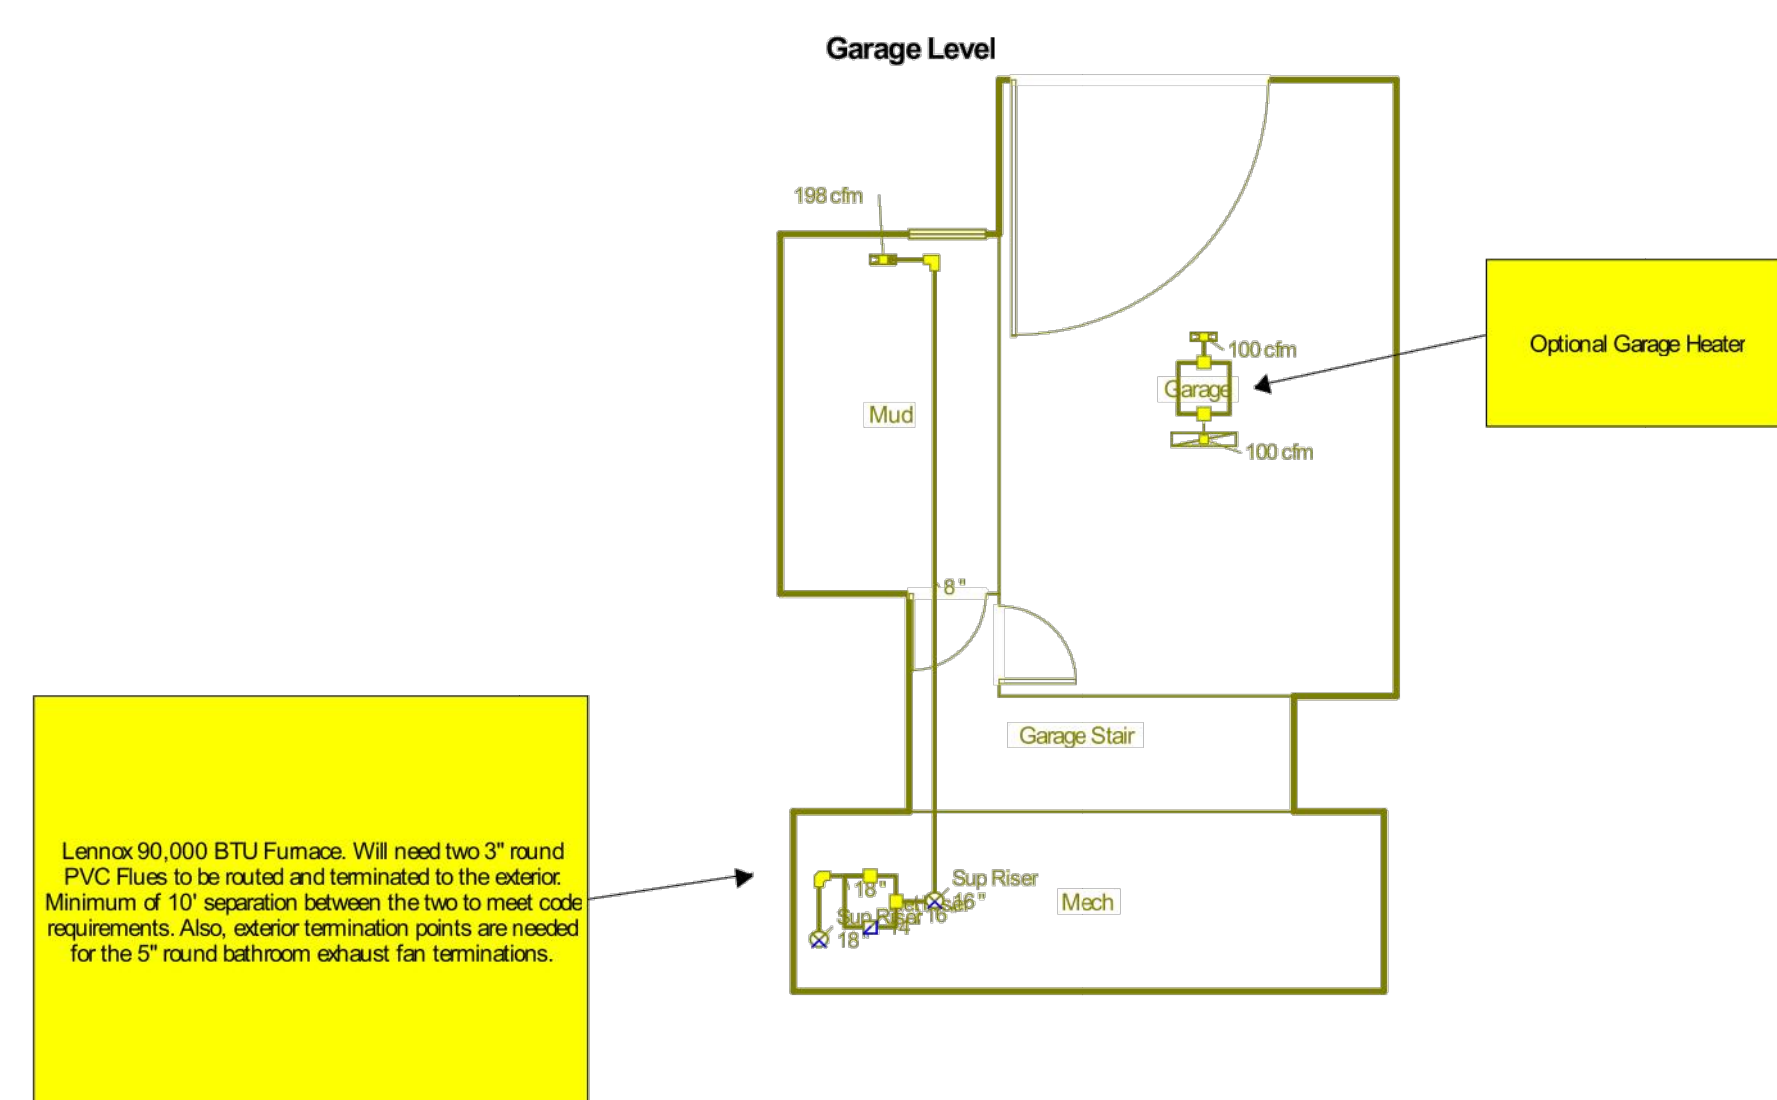 Garage Level
198 cfm
100 cfm
Optional Garage Heater
Garage
Mud
100 cfm
8 "
Garage Stair
Lennox 90,000 BTU Furnace. Will need two 3" round
PVC Flues to be routed and terminated to the exterior.
Minimum of 10' separation between the two to meet code
requirements. Also, exterior termination points are needed
for the 5" round bathroom exhaust fan terminations.
Sup Riser
18 "
16 "
Mech
Sup Riser
16 "
18 "